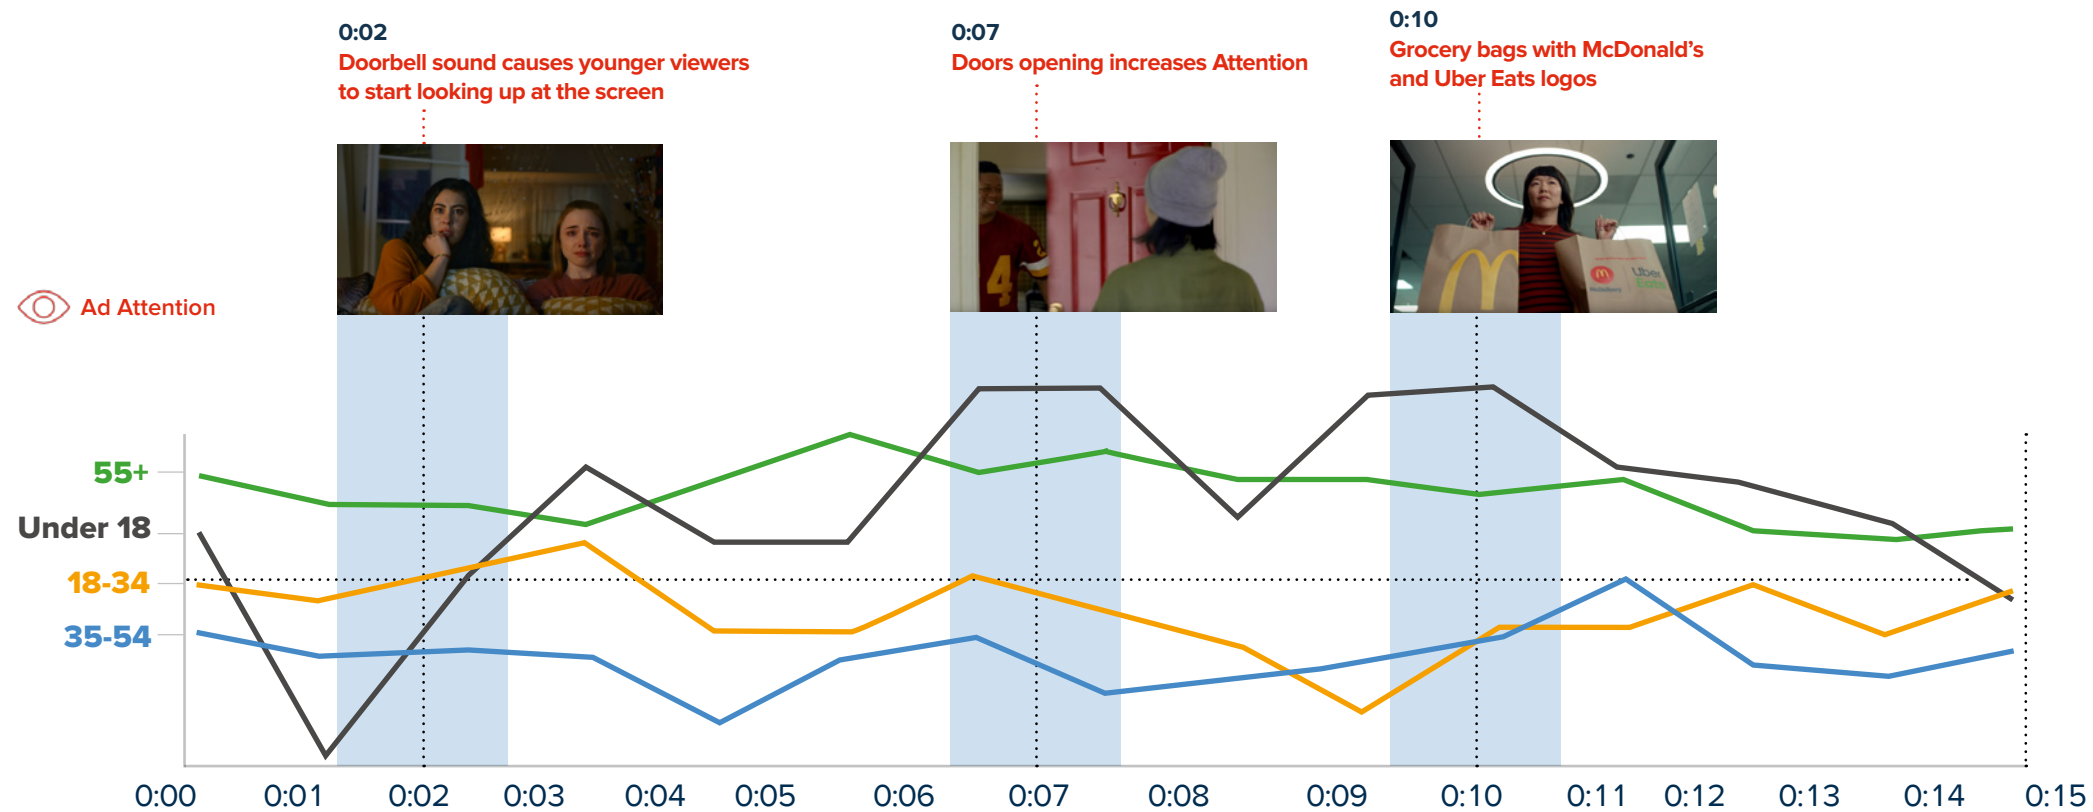 0:02
Doorbell sound causes younger viewers
to start looking up at the screen
0:07
Doors opening increases Attention
0:10
Grocery bags with McDonald’s
and Uber Eats logos
4
Uber
Eats
Ad Attention
55+
Under 18
18-34
35-54
0:00 0:01 0:02 0:03 0:04 0:05 0:06 0:07 0:08 0:09 0:10 0:11 0:12 0:13 0:14 0:15